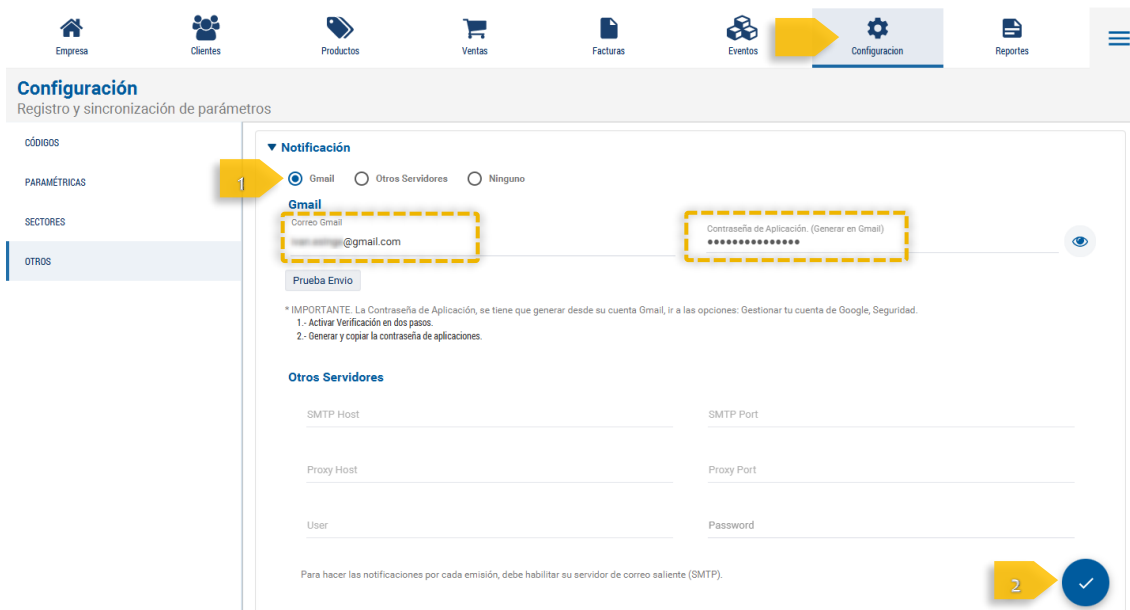 Empresa
Clientes
Productos
Ventas
Facturas
Eventos
Configuracion
Reportes
Configuración
Registro y sincronización de parámetros
CÓDIGOS
PARAMÉTRICAS
SECTORES
OTROS
Notificación
1
Gmail Otros Servidores Ninguno
Gmail
Correo Gmail
@gmail.com
Contraseña de Aplicación. (Generar en Gmail)
Prueba Envio
* IMPORTANTE. La Contraseña de Aplicación, se tiene que generar desde su cuenta Gmail, ir a las opciones: Gestionar tu cuenta de Google, Seguridad.
1.- Activar Verificación en dos pasos.
2.- Generar y copiar la contraseña de aplicaciones.
Otros Servidores
SMTP Host
SMTP Port
Proxy Host
Proxy Port
User
Password
Para hacer las notificaciones por cada emisión, debe habilitar su servidor de correo saliente (SMTP).
2